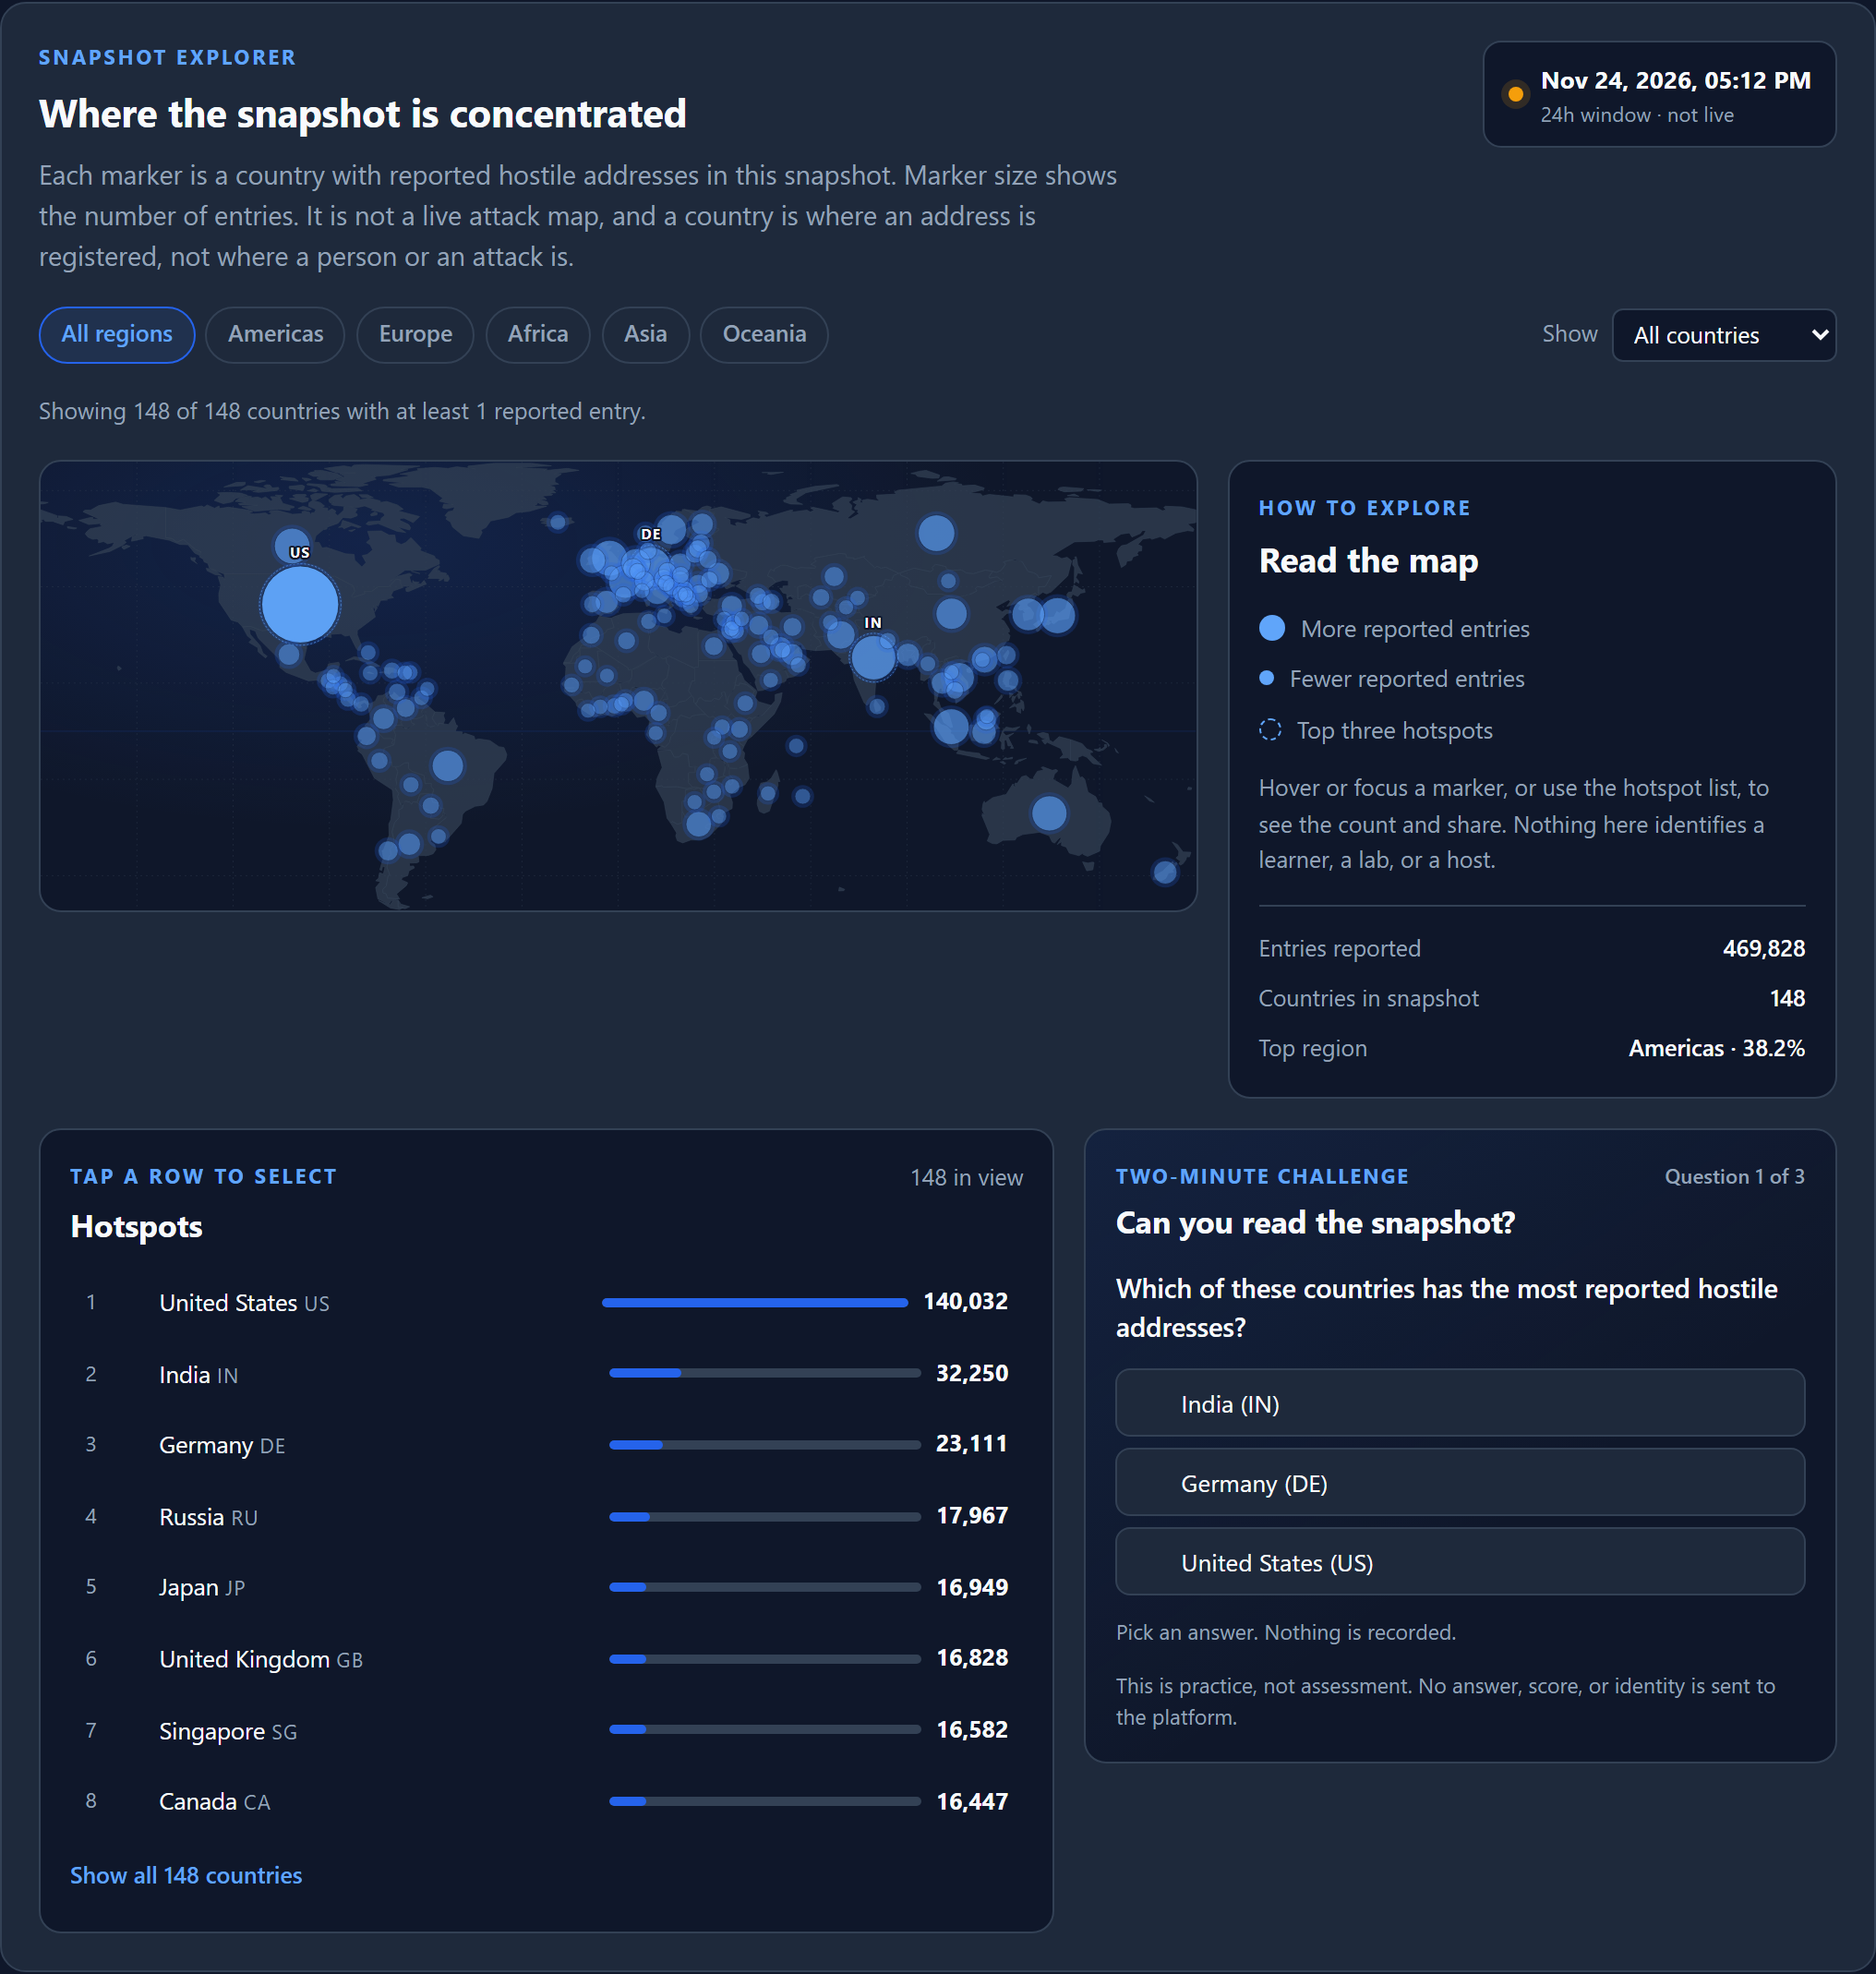 SNAPSHOT EXPLORER
Where the snapshot is concentrated
Each marker is a country with reported hostile addresses in this snapshot. Marker size shows
the number of entries. It is not a live attack map, and a country is where an address is
registered, not where a person or an attack is.
Nov 24, 2026, 05:12 PM
24h window · not live
All regions
Americas
Europe
Africa
Asia
Oceania
Show
All countries
Showing 148 of 148 countries with at least 1 reported entry.
DE
US
IN
HOW TO EXPLORE
Read the map
More reported entries
Fewer reported entries
Top three hotspots
Hover or focus a marker, or use the hotspot list, to
see the count and share. Nothing here identifies a
learner, a lab, or a host.
Entries reported 469,828
Countries in snapshot 148
Top region Americas · 38.2%
TAP A ROW TO SELECT
148 in view
Hotspots
1 United States US 140,032
2 India IN 32,250
3 Germany DE 23,111
4 Russia RU 17,967
5 Japan JP 16,949
6 United Kingdom GB 16,828
7 Singapore SG 16,582
8 Canada CA 16,447
Show all 148 countries
TWO-MINUTE CHALLENGE
Question 1 of 3
Can you read the snapshot?
Which of these countries has the most reported hostile
addresses?
India (IN)
Germany (DE)
United States (US)
Pick an answer. Nothing is recorded.
This is practice, not assessment. No answer, score, or identity is sent to
the platform.